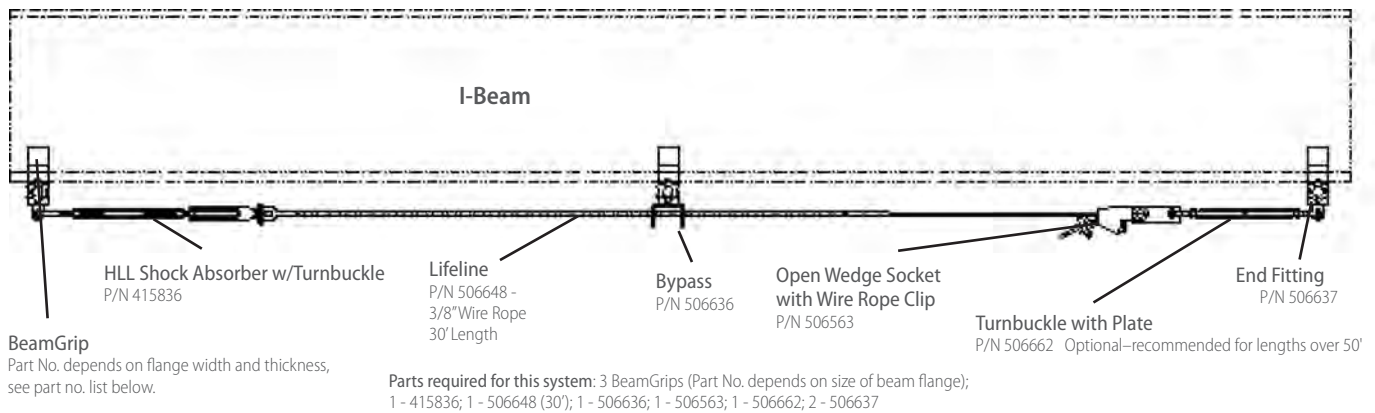 I-Beam
HLL Shock Absorber w/Turnbuckle
P/N 415836
Lifeline
P/N 506648 -
3/8" Wire Rope
30' Length
Bypass
P/N 506636
Open Wedge Socket
with Wire Rope Clip
P/N 506563
End Fitting
P/N 506637
Turnbuckle with Plate
P/N 506662 Optional–recommended for lengths over 50'
BeamGrip
Part No. depends on flange width and thickness,
see part no. list below.
Parts required for this system: 3 BeamGrips (Part No. depends on size of beam flange);
1 - 415836; 1 - 506648 (30'); 1 - 506636; 1 - 506563; 1 - 506662; 2 - 506637